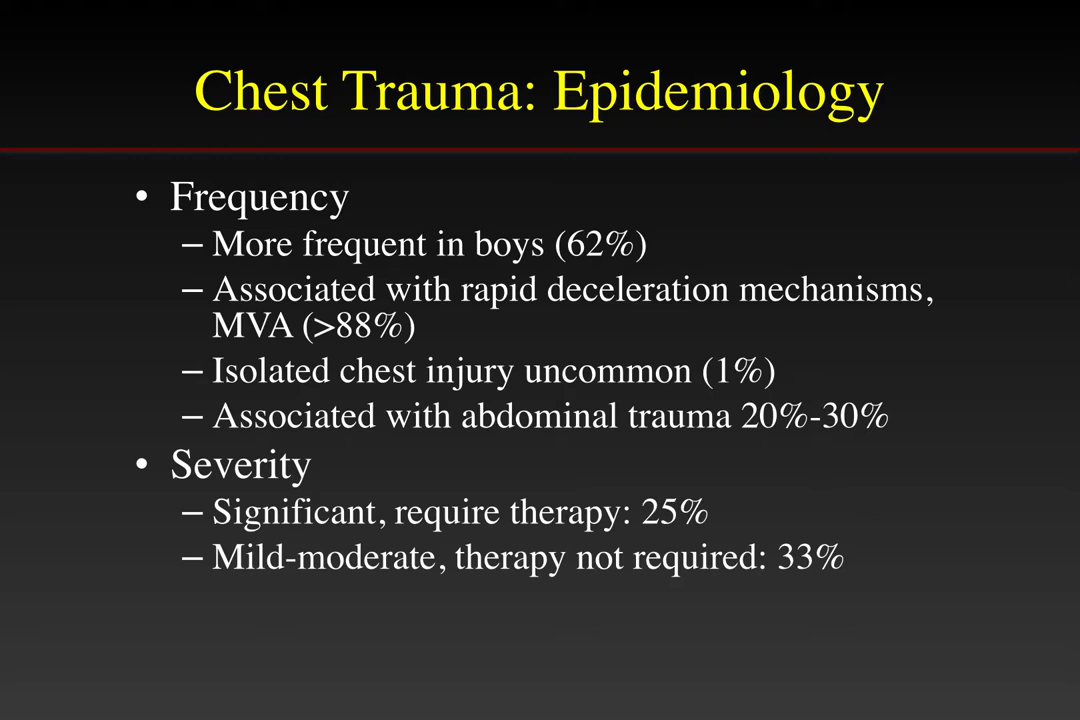 Chest Trauma: Epidemiology
• Frequency
– More frequent in boys (62%)
– Associated with rapid deceleration mechanisms,
MVA (>88%)
– Isolated chest injury uncommon (1%)
– Associated with abdominal trauma 20%-30%
• Severity
– Significant, require therapy: 25%
– Mild-moderate, therapy not required: 33%